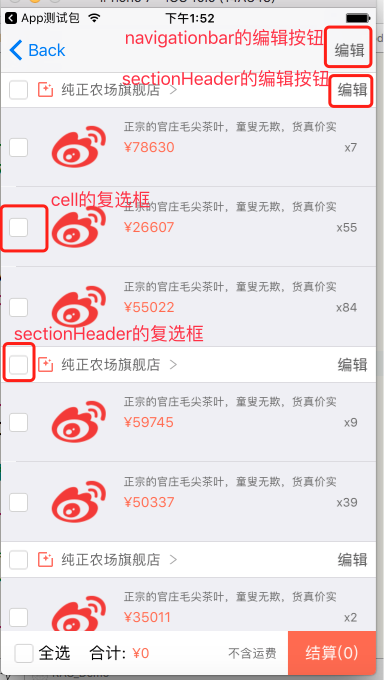 App测试包 下午1:52
Back navigationbar的编辑按钮 编辑
sectionHeader的编辑按钮
纯正农场旗舰店 > 编辑
正宗的官庄毛尖茶叶，童叟无欺，货真价实
¥78630 x7
cell的复选框
正宗的官庄毛尖茶叶，童叟无欺，货真价实
¥26607 x55
正宗的官庄毛尖茶叶，童叟无欺，货真价实
¥55022 x84
sectionHeader的复选框
纯正农场旗舰店 > 编辑
正宗的官庄毛尖茶叶，童叟无欺，货真价实
¥59745 x9
正宗的官庄毛尖茶叶，童叟无欺，货真价实
¥50337 x39
纯正农场旗舰店 > 编辑
正宗的官庄毛尖茶叶，童叟无欺，货真价实
¥35011 x2
全选 合计: ¥0 不含运费 结算(0)